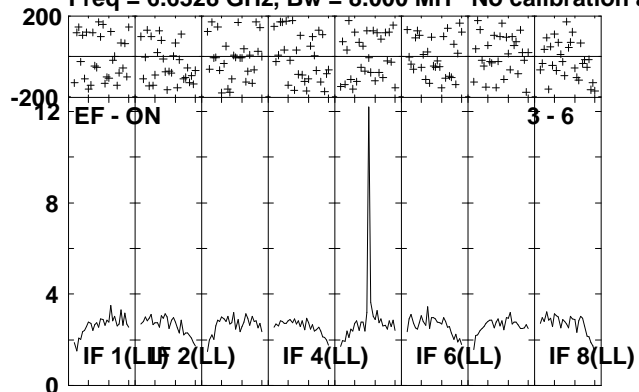 Freq = 6.6528 GHz, Bw = 8.000 MH No calibration a
200
-200
12
EF - ON
3 - 6
8
4
IF 1(LL)
IF 2(LL)
IF 4(LL)
IF 6(LL)
IF 8(LL)
0